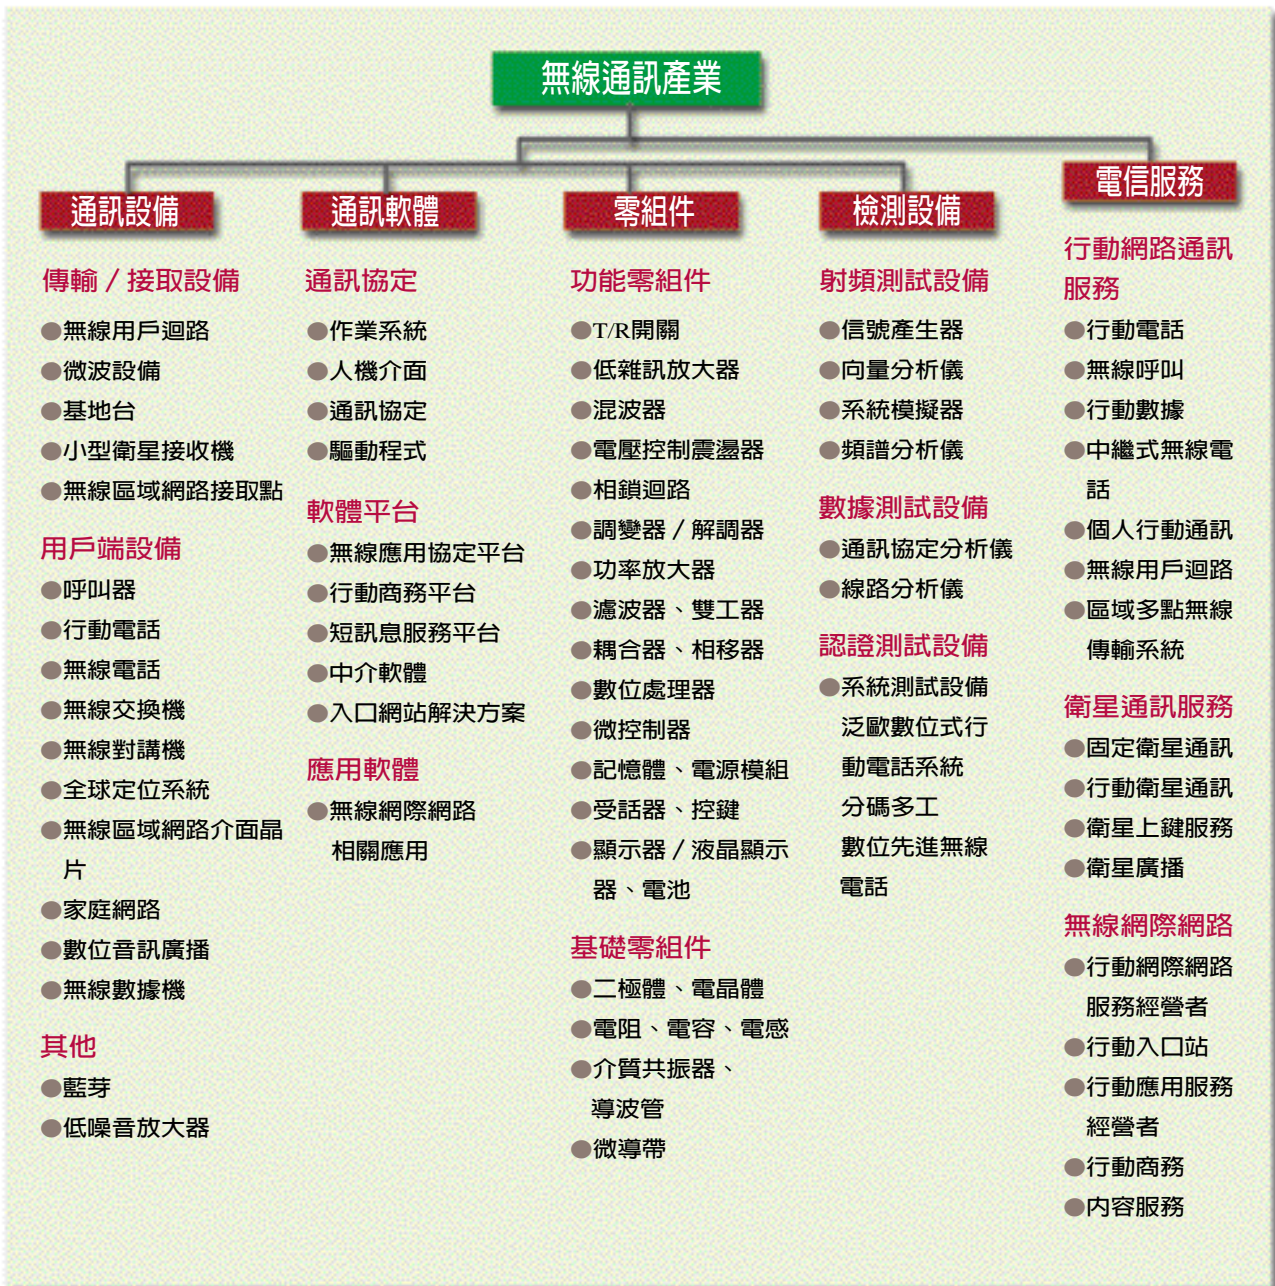 無線通訊產業
通訊設備
傳輸／接取設備
●無線用戶迴路
●微波設備
●基地台
●小型衛星接收機
●無線區域網路接取點
用戶端設備
●呼叫器
●行動電話
●無線電話
●無線交換機
●無線對講機
●全球定位系統
●無線區域網路介面晶
片
●家庭網路
●數位音訊廣播
●無線數據機
其他
●藍芽
●低噪音放大器
通訊軟體
通訊協定
●作業系統
●人機介面
●通訊協定
●驅動程式
軟體平台
●無線應用協定平台
●行動商務平台
●短訊息服務平台
●中介軟體
●入口網站解決方案
應用軟體
●無線網際網路
相關應用
零組件
功能零組件
●T/R開關
●低雜訊放大器
●混波器
●電壓控制震盪器
●相鎖迴路
●調變器／解調器
●功率放大器
●濾波器、雙工器
●耦合器、相移器
●數位處理器
●微控制器
●記憶體、電源模組
●受話器、控鍵
●顯示器／液晶顯示
器、電池
基礎零組件
●二極體、電晶體
●電阻、電容、電感
●介質共振器、
導波管
●微導帶
檢測設備
射頻測試設備
●信號產生器
●向量分析儀
●系統模擬器
●頻譜分析儀
數據測試設備
●通訊協定分析儀
●線路分析儀
認證測試設備
●系統測試設備
泛歐數位式行
動電話系統
分碼多工
數位先進無線
電話
電信服務
行動網路通訊
服務
●行動電話
●無線呼叫
●行動數據
●中繼式無線電
話
●個人行動通訊
●無線用戶迴路
●區域多點無線
傳輸系統
衛星通訊服務
●固定衛星通訊
●行動衛星通訊
●衛星上鍵服務
●衛星廣播
無線網際網路
●行動網際網路
服務經營者
●行動入口站
●行動應用服務
經營者
●行動商務
●內容服務